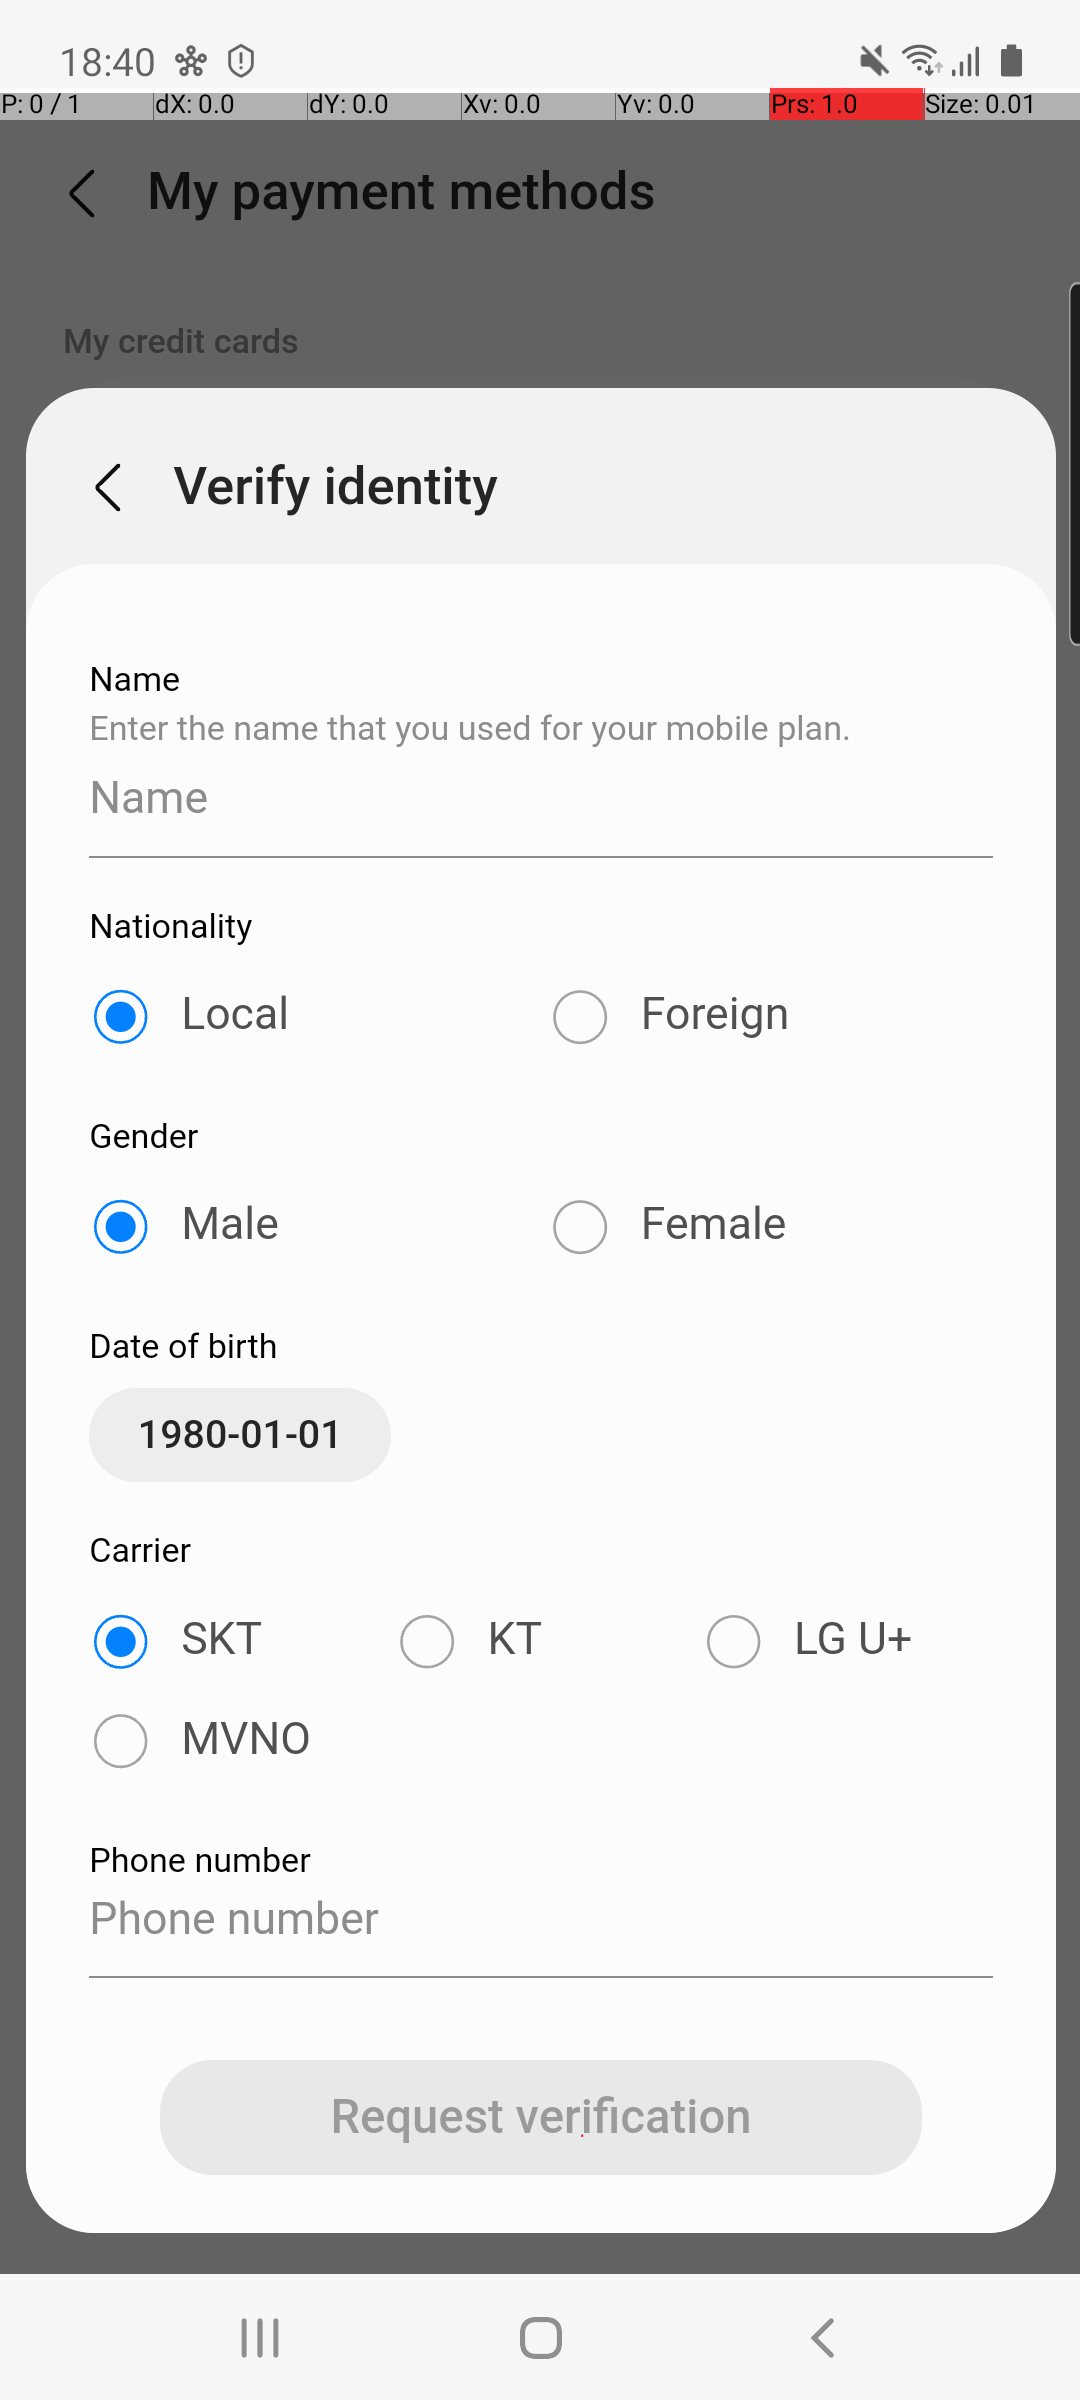 18:40
P: 0 / 1 dX: 0.0 dY: 0.0 Xv: 0.0 Yv: 0.0 Prs: 1.0 Size: 0.01
My payment methods
My credit cards
Verify identity
Name
Enter the name that you used for your mobile plan.
Name
Nationality
Local Foreign
Gender
Male Female
Date of birth
1980-01-01
Carrier
SKT KT LG U+
MVNO
Phone number
Phone number
Request verification